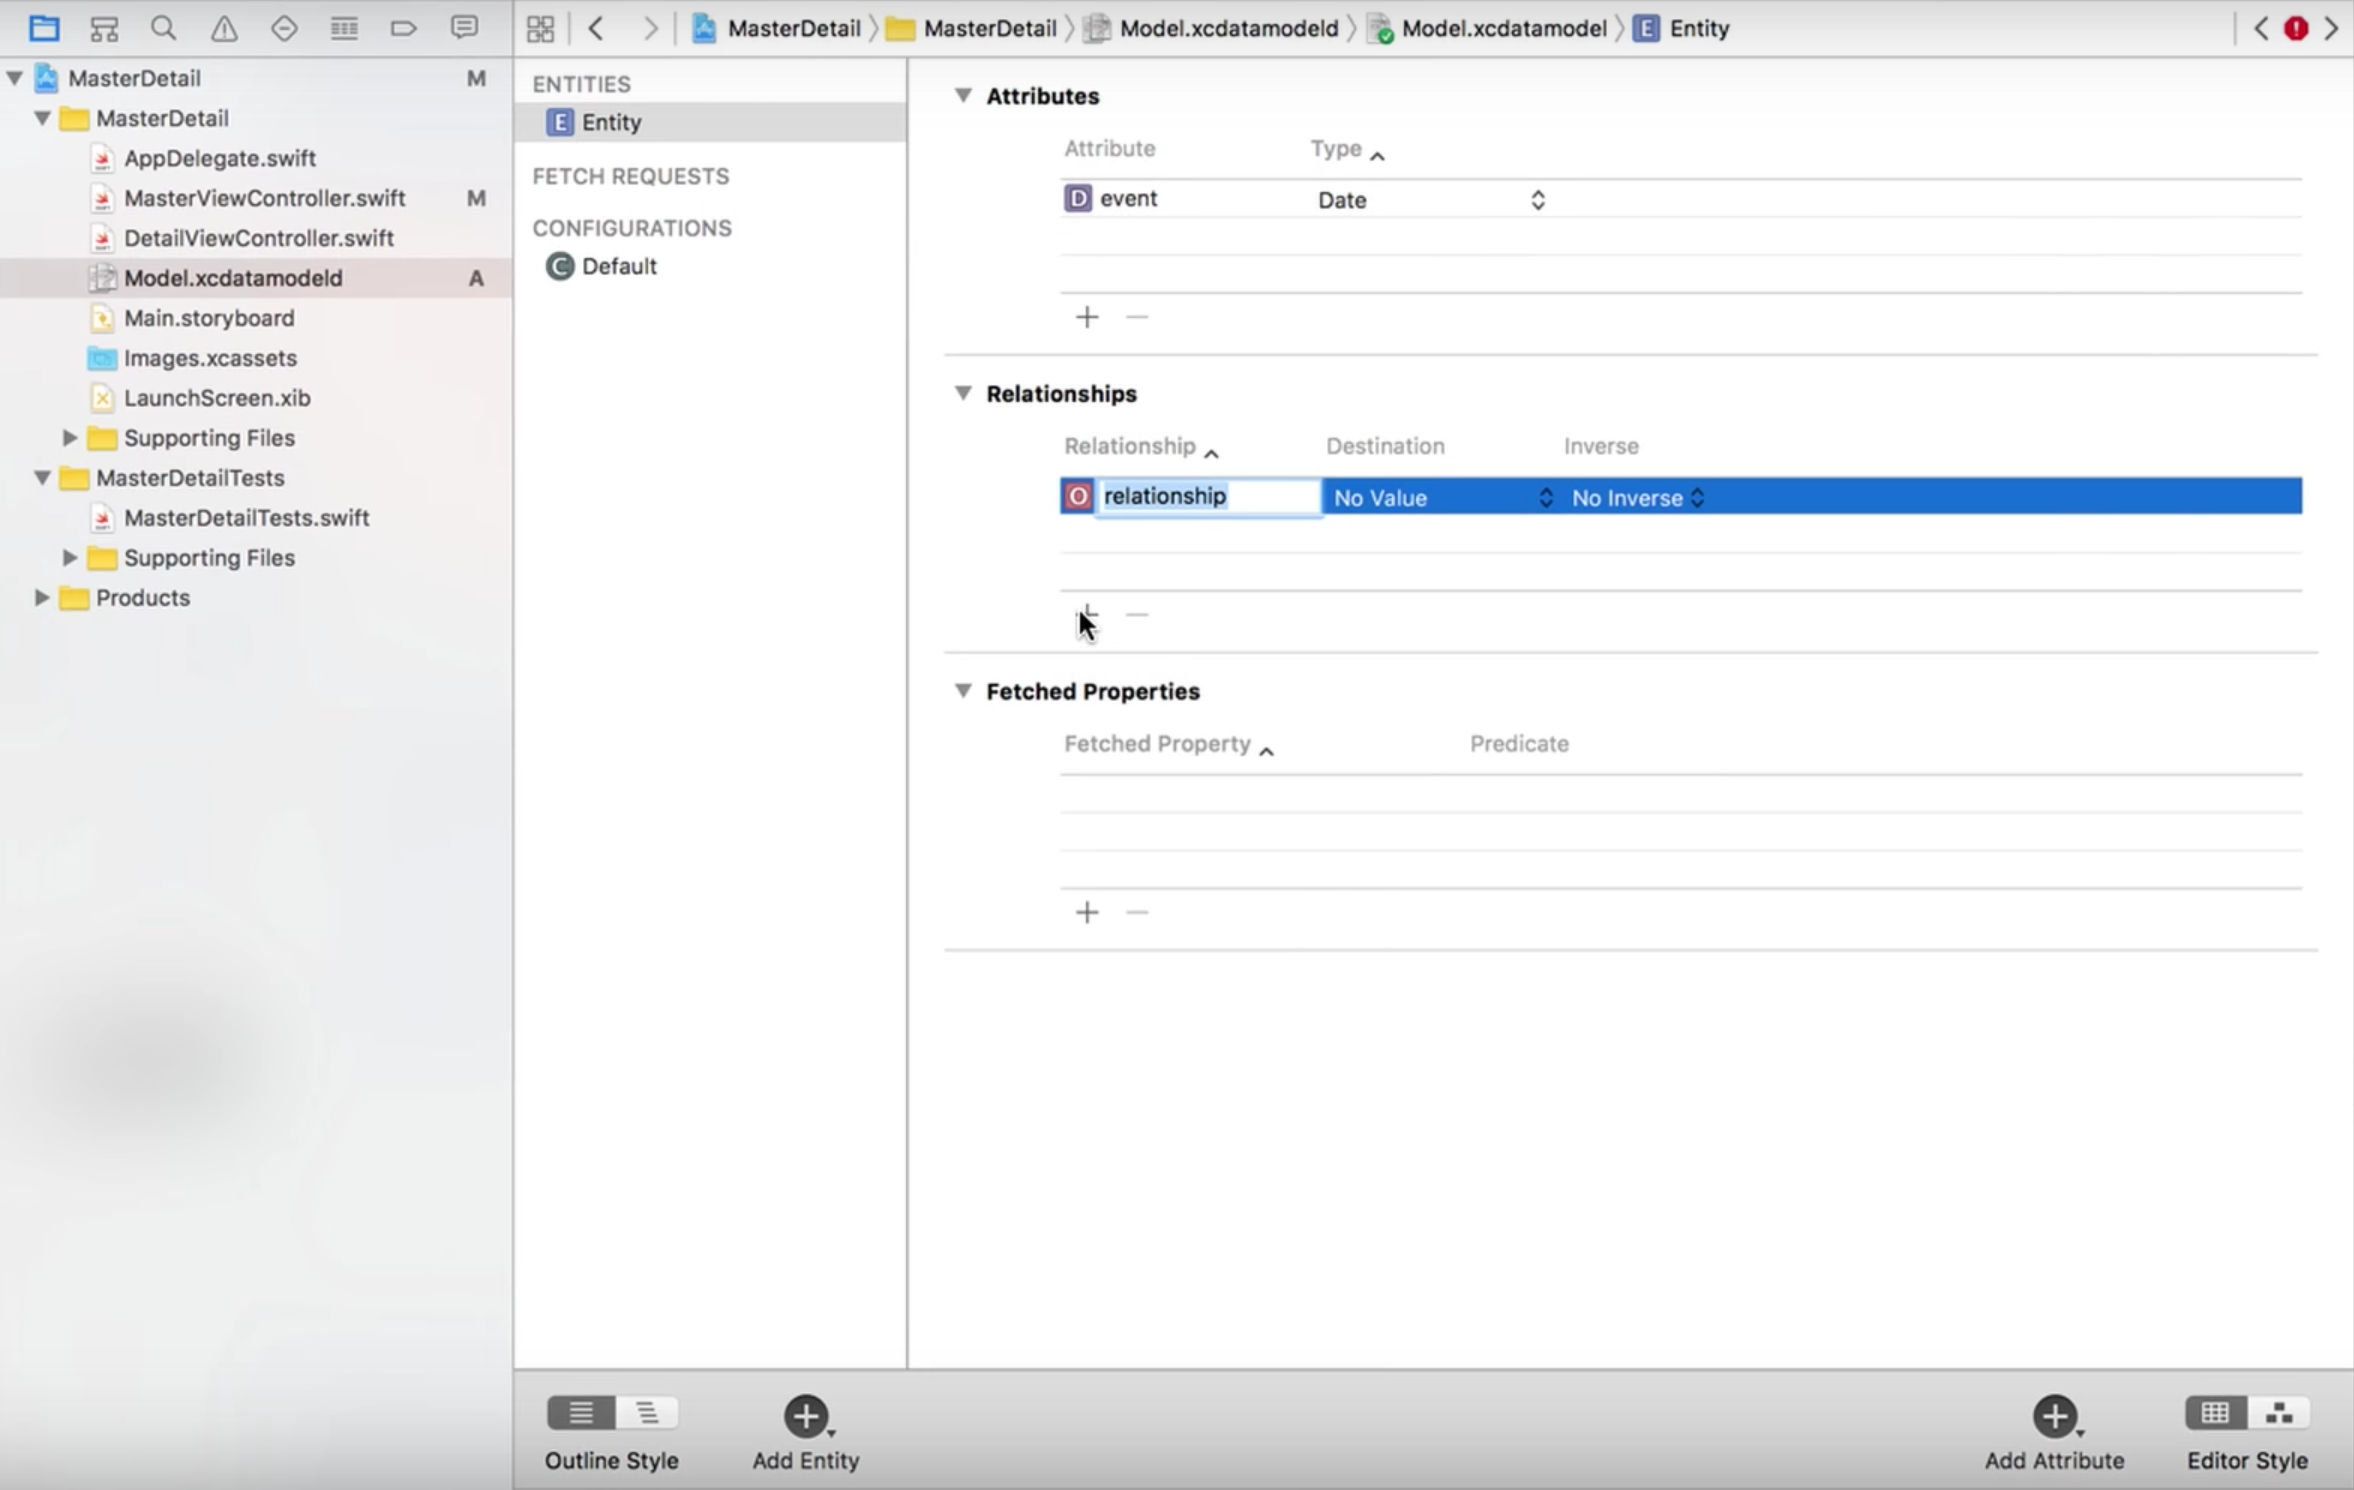 MasterDetail MasterDetail Model.xcdatamodeld Model.xcdatamodel E Entity
MasterDetail M
MasterDetail
AppDelegate.swift
MasterViewController.swift M
DetailViewController.swift
Model.xcdatamodeld A
Main.storyboard
Images.xcassets
LaunchScreen.xib
Supporting Files
MasterDetailTests
MasterDetailTests.swift
Supporting Files
Products
ENTITIES
E Entity
FETCH REQUESTS
CONFIGURATIONS
C Default
Attributes
Attribute Type
D event Date
Relationships
Relationship Destination Inverse
O relationship No Value No Inverse
Fetched Properties
Fetched Property Predicate
Outline Style Add Entity Add Attribute Editor Style